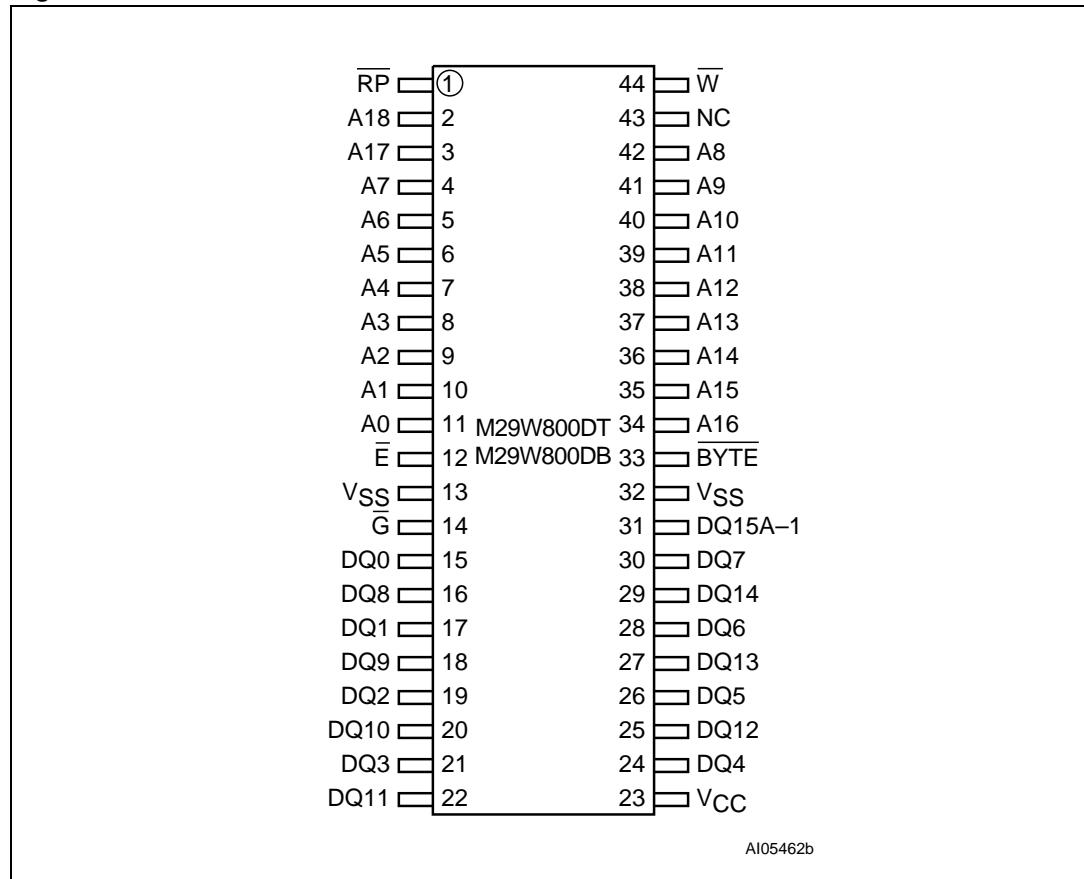 R̅P̅ ① 44 W̅
A18 2 43 NC
A17 3 42 A8
A7 4 41 A9
A6 5 40 A10
A5 6 39 A11
A4 7 38 A12
A3 8 37 A13
A2 9 36 A14
A1 10 35 A15
A0 11 M29W800DT 34 A16
E̅ 12 M29W800DB 33 B̅Y̅T̅E̅
VSS 13 32 VSS
G̅ 14 31 DQ15A–1
DQ0 15 30 DQ7
DQ8 16 29 DQ14
DQ1 17 28 DQ6
DQ9 18 27 DQ13
DQ2 19 26 DQ5
DQ10 20 25 DQ12
DQ3 21 24 DQ4
DQ11 22 23 VCC
AI05462b